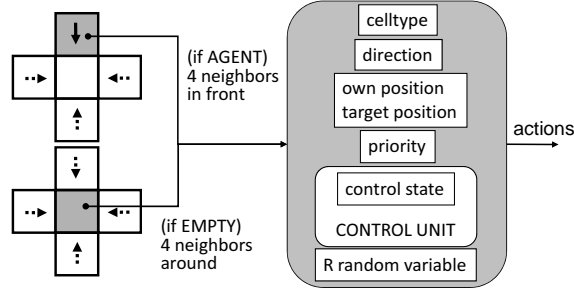 (if AGENT)
4 neighbors
in front
(if EMPTY)
4 neighbors
around
celltype
direction
own position
target position
priority
control state
CONTROL UNIT
R random variable
actions